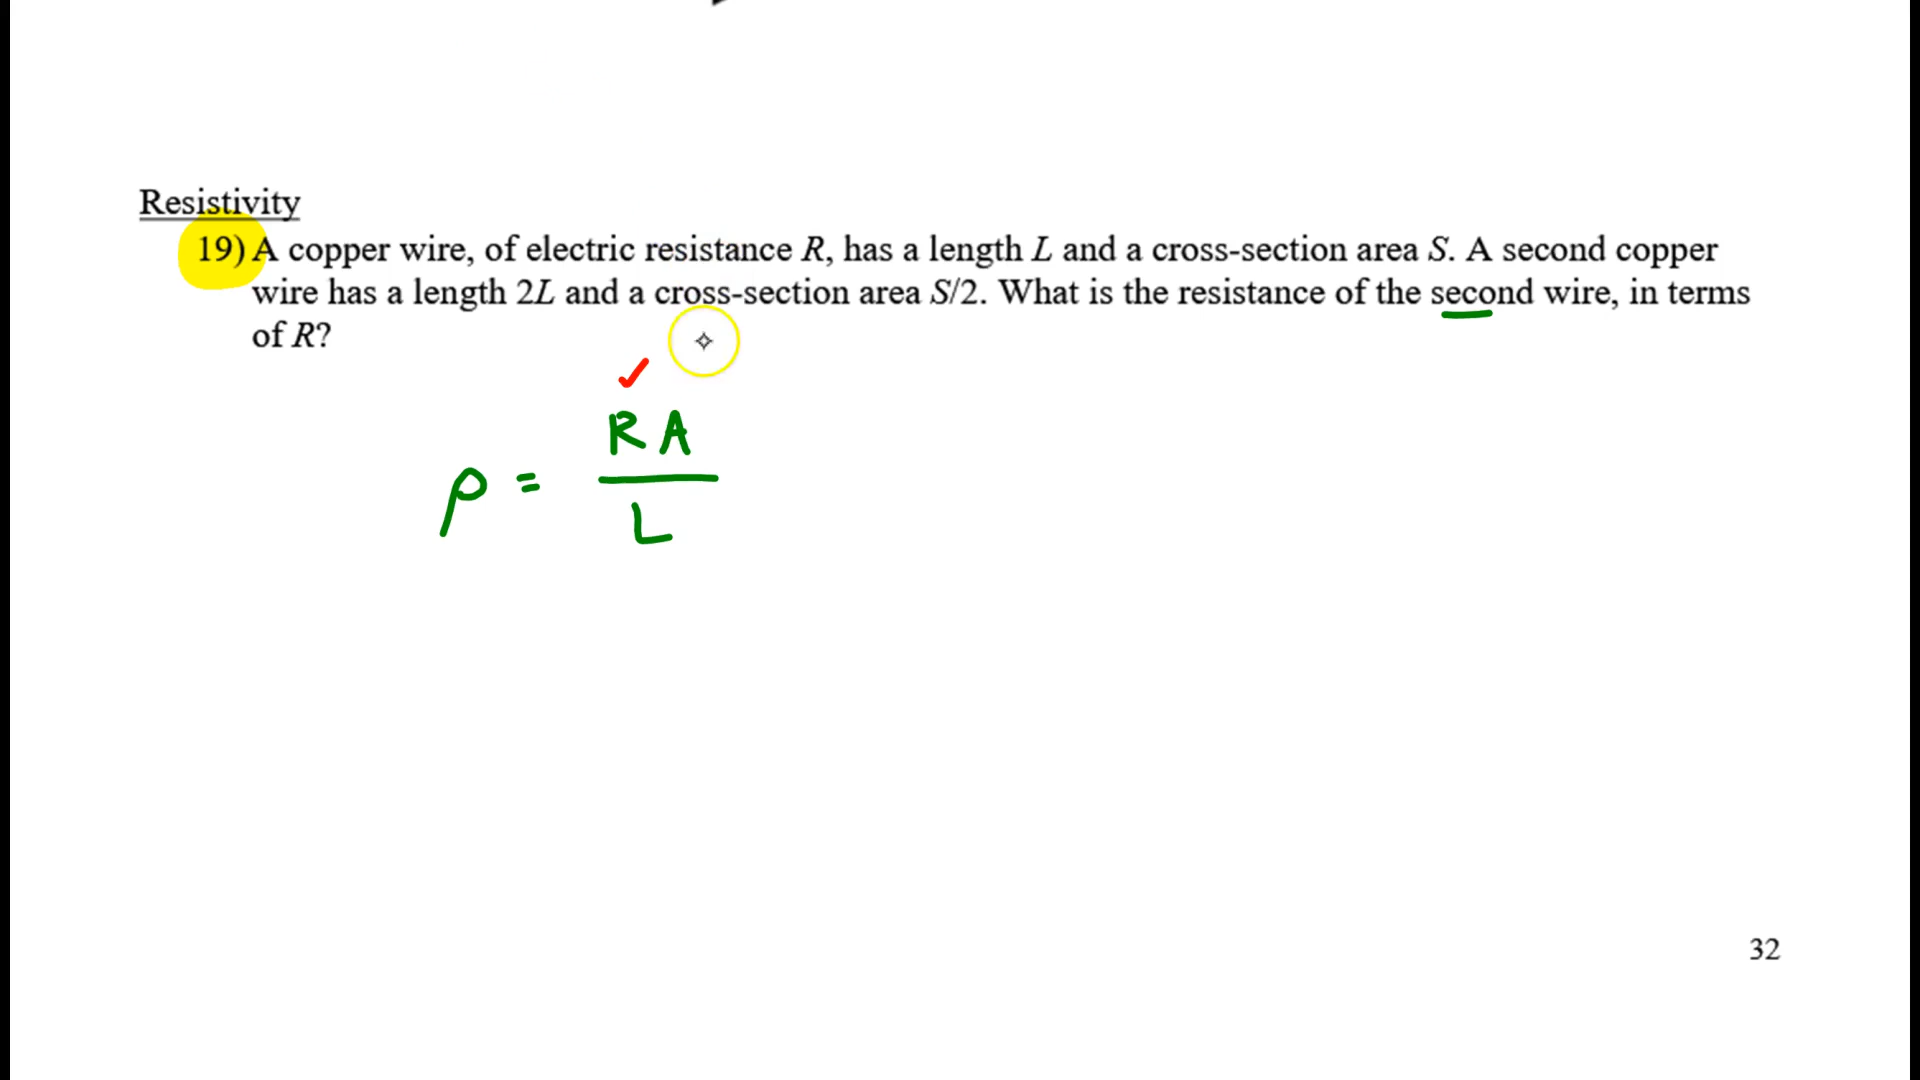 Resistivity
19) A copper wire, of electric resistance R, has a length L and a cross-section area S. A second copper
wire has a length 2L and a cross-section area S/2. What is the resistance of the second wire, in terms
of R?
ρ = RA
L
32